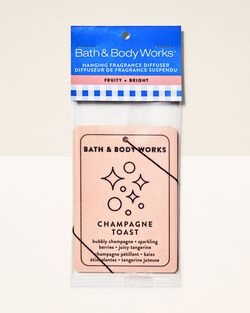 Bath & Body Works®
HANGING FRAGRANCE DIFFUSER
DIFFUSEUR DE FRAGRANCE SUSPENDU
FRUITY + BRIGHT
BATH & BODY WORKS
CHAMPAGNE
TOAST
bubbly champagne • sparkling
berries • juicy tangerine
champagne pétillant • baies
étincelantes • tangerine juteuse